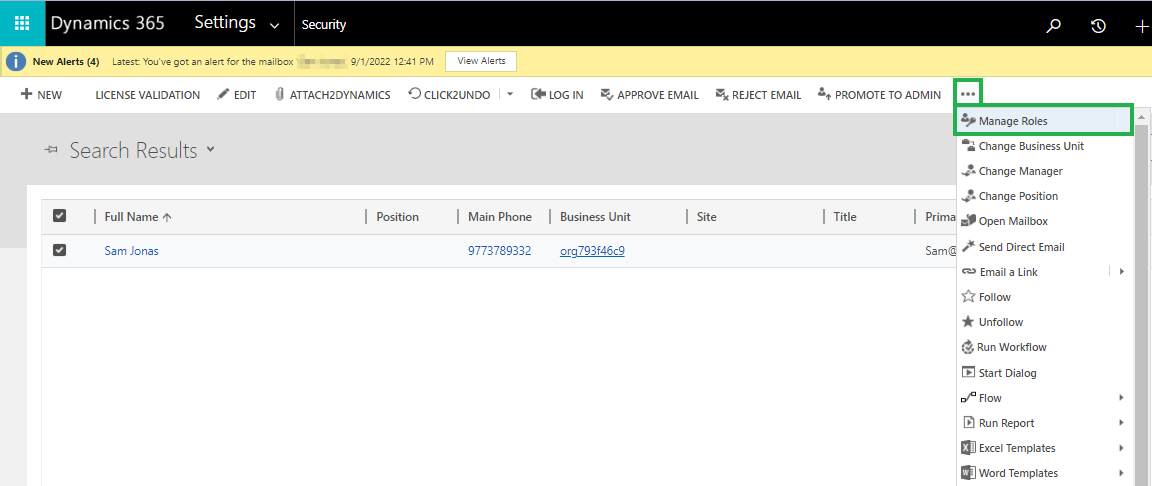 Dynamics 365 Settings Security
New Alerts (4) Latest: You've got an alert for the mailbox 9/1/2022 12:41 PM View Alerts
NEW LICENSE VALIDATION EDIT ATTACH2DYNAMICS CLICK2UNDO LOG IN APPROVE EMAIL REJECT EMAIL PROMOTE TO ADMIN
Search Results
Full Name Position Main Phone Business Unit Site Title Prima
Sam Jonas 9773789332 org793f46c9 Sam@
Manage Roles
Change Business Unit
Change Manager
Change Position
Open Mailbox
Send Direct Email
Email a Link
Follow
Unfollow
Run Workflow
Start Dialog
Flow
Run Report
Excel Templates
Word Templates